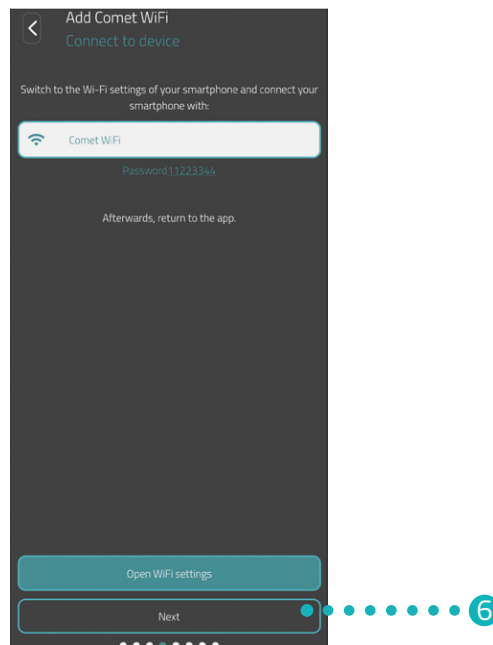 Add Comet WiFi
Connect to device
Switch to the Wi-Fi settings of your smartphone and connect your
smartphone with:
Comet WiFi
Password 11223344
Afterwards, return to the app.
Open WiFi settings
Next
6